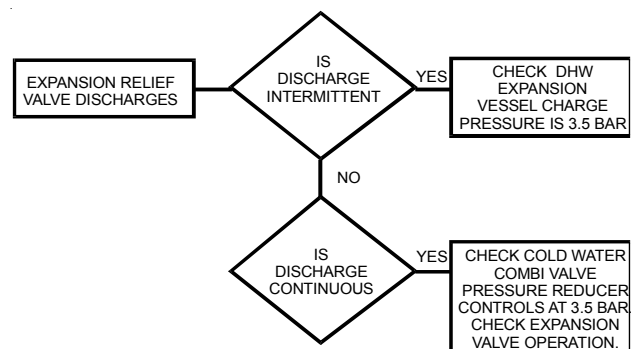 EXPANSION RELIEF
VALVE DISCHARGES
IS
DISCHARGE
INTERMITTENT
YES
CHECK DHW
EXPANSION
VESSEL CHARGE
PRESSURE IS 3.5 BAR
NO
IS
DISCHARGE
CONTINUOUS
YES
CHECK COLD WATER
COMBI VALVE
PRESSURE REDUCER
CONTROLS AT 3.5 BAR.
CHECK EXPANSION
VALVE OPERATION.